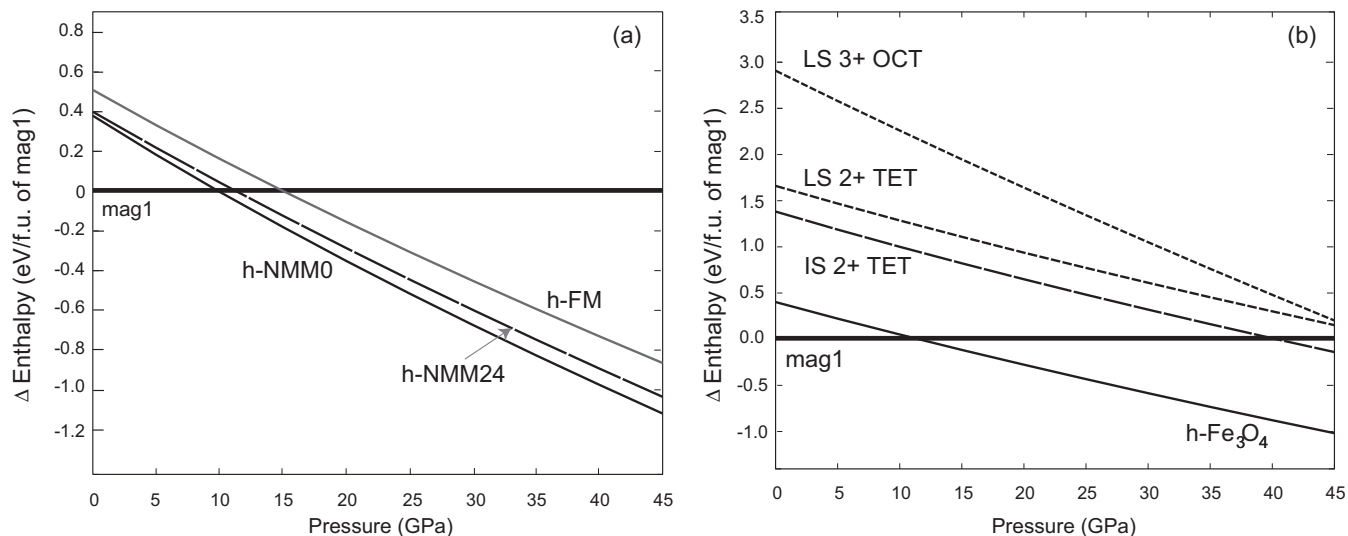 (a)
Δ Enthalpy (eV/f.u. of mag1)
0.8
0.6
0.4
0.2
0
-0.2
-0.4
-0.6
-0.8
-1.0
-1.2
mag1
h-NMM0
h-FM
h-NMM24
0 5 10 15 20 25 30 35 40 45
Pressure (GPa)
(b)
Δ Enthalpy (eV/f.u. of mag1)
3.5
3.0
2.5
2.0
1.5
1.0
0.5
0.0
-0.5
-1.0
LS 3+ OCT
LS 2+ TET
IS 2+ TET
mag1
h-Fe₃O₄
0 5 10 15 20 25 30 35 40 45
Pressure (GPa)